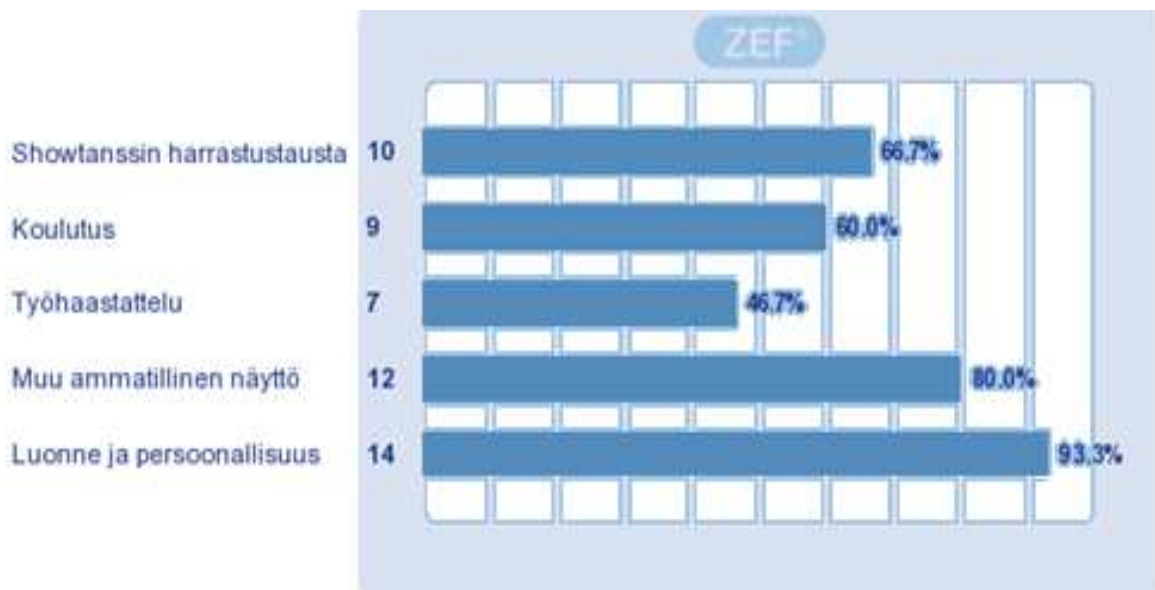 ZEF
Showtanssin harrastustausta 10 66,7%
Koulutus 9 60.0%
Työhaastattelu 7 46,7%
Muu ammatillinen näyttö 12 80.0%
Luonne ja persoonallisuus 14 93,3%